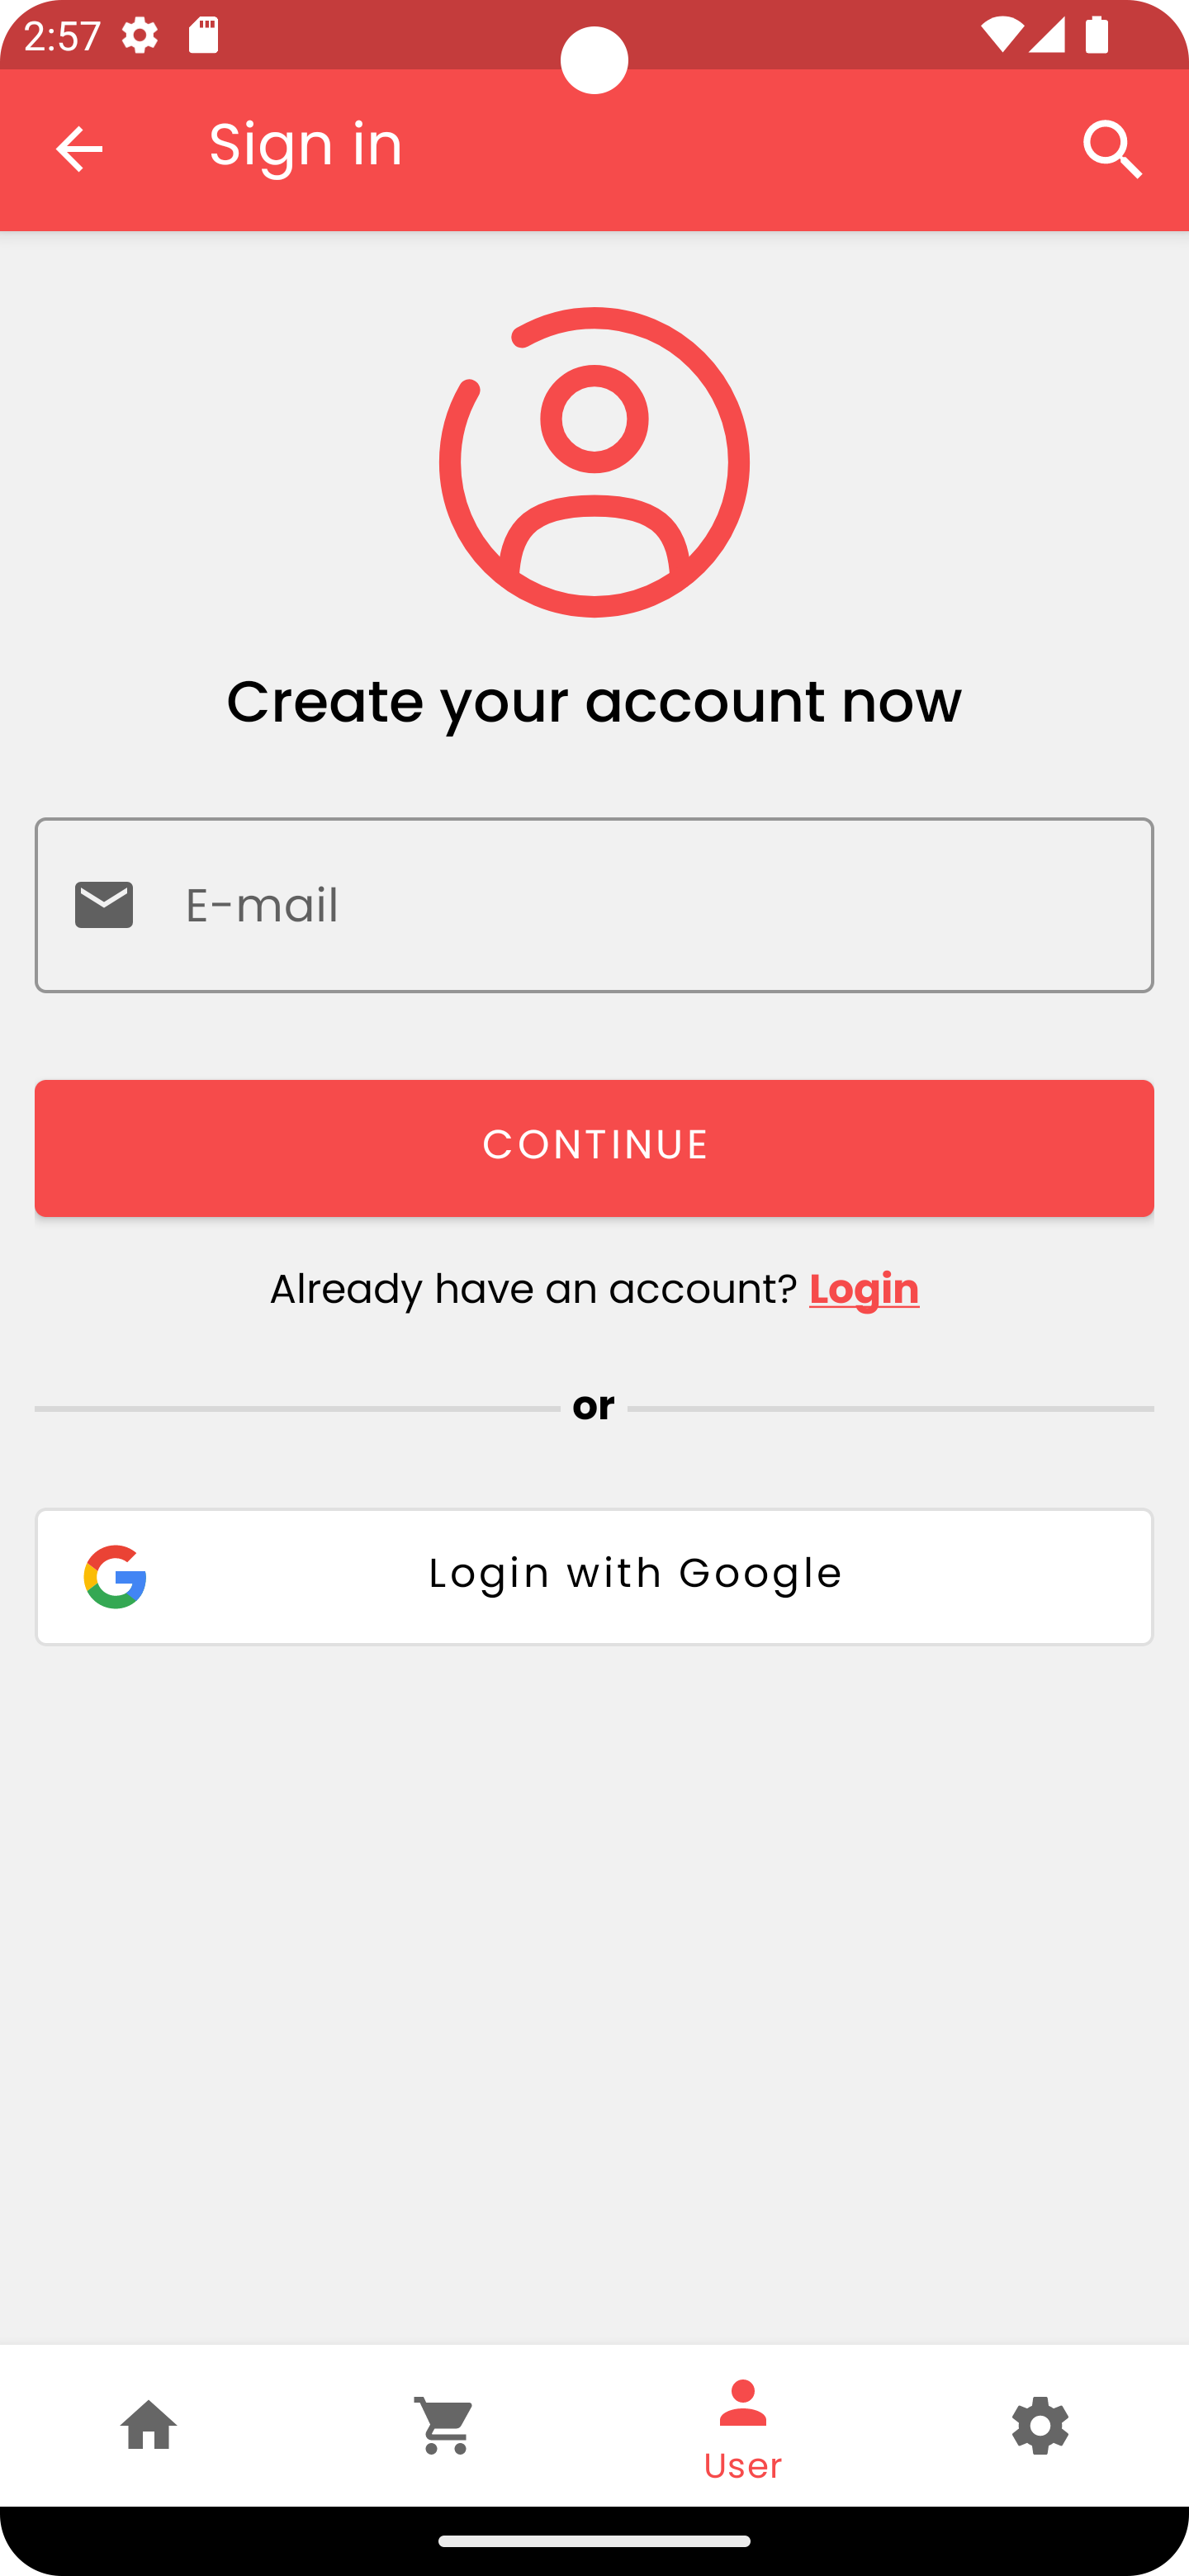 2:57
Sign in
Create your account now
E-mail
CONTINUE
Already have an account? Login
or
Login with Google
User